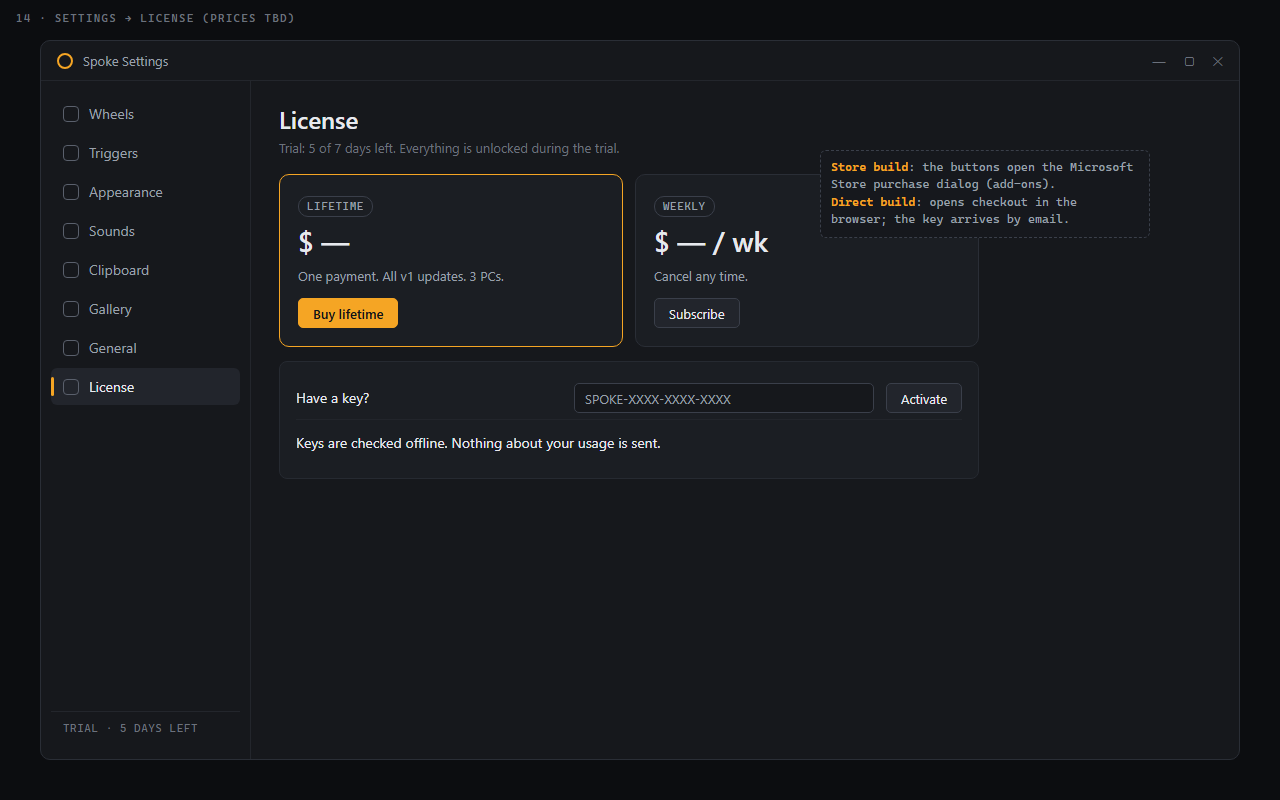 14 · SETTINGS → LICENSE (PRICES TBD)
Spoke Settings
Wheels
Triggers
Appearance
Sounds
Clipboard
Gallery
General
License
TRIAL · 5 DAYS LEFT
License
Trial: 5 of 7 days left. Everything is unlocked during the trial.
LIFETIME
$ —
One payment. All v1 updates. 3 PCs.
Buy lifetime
WEEKLY
$ — / wk
Cancel any time.
Subscribe
Store build: the buttons open the Microsoft
Store purchase dialog (add-ons).
Direct build: opens checkout in the
browser; the key arrives by email.
Have a key?
SPOKE-XXXX-XXXX-XXXX
Activate
Keys are checked offline. Nothing about your usage is sent.